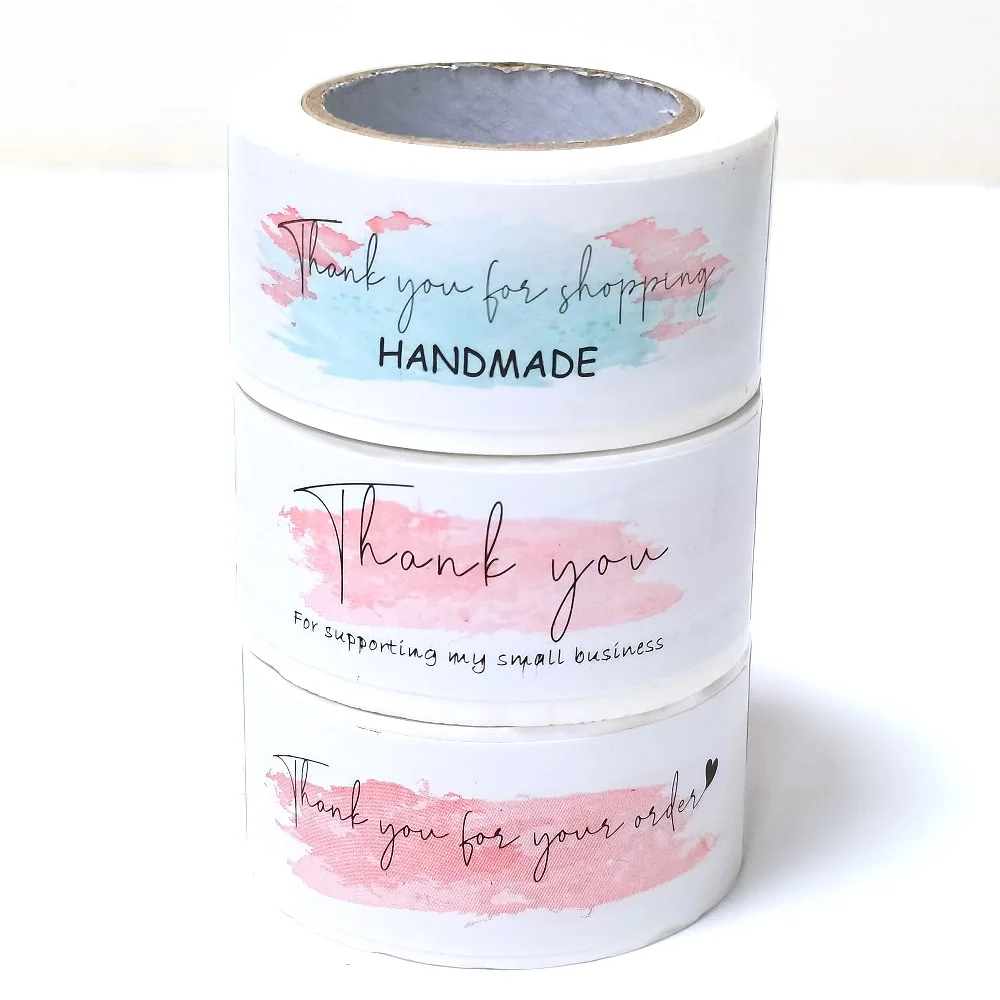 Thank you for shopping
HANDMADE
Thank you
For supporting my small business
Thank you for your order